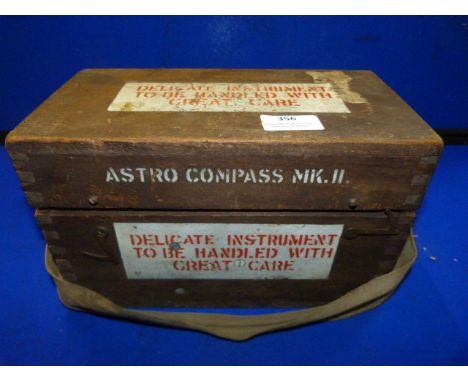 DELICATE INSTRUMENT
TO BE HANDLED WITH
GREAT CARE
356
ASTRO COMPASS MK.II.
DELICATE INSTRUMENT
TO BE HANDLED WITH
GREAT CARE